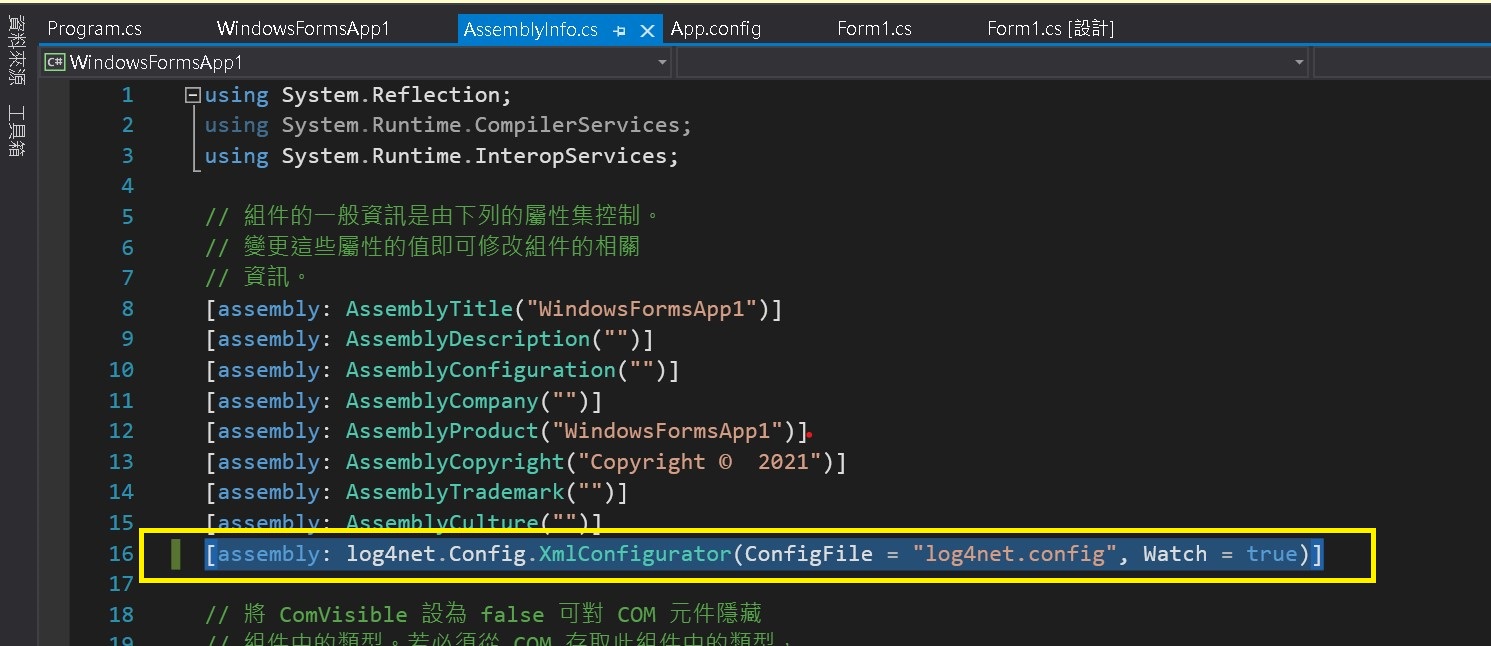 資料來源
工具箱
Program.cs WindowsFormsApp1 AssemblyInfo.cs App.config Form1.cs Form1.cs [設計]
C# WindowsFormsApp1
1 using System.Reflection;
2 using System.Runtime.CompilerServices;
3 using System.Runtime.InteropServices;
4
5 // 組件的一般資訊是由下列的屬性集控制。
6 // 變更這些屬性的值即可修改組件的相關
7 // 資訊。
8 [assembly: AssemblyTitle("WindowsFormsApp1")]
9 [assembly: AssemblyDescription("")]
10 [assembly: AssemblyConfiguration("")]
11 [assembly: AssemblyCompany("")]
12 [assembly: AssemblyProduct("WindowsFormsApp1")]
13 [assembly: AssemblyCopyright("Copyright ©  2021")]
14 [assembly: AssemblyTrademark("")]
15 [assembly: AssemblyCulture("")]
16 [assembly: log4net.Config.XmlConfigurator(ConfigFile = "log4net.config", Watch = true)]
17
18 // 將 ComVisible 設為 false 可對 COM 元件隱藏
19 // 組件中的類型。若必須從 COM 存取此組件中的類型，